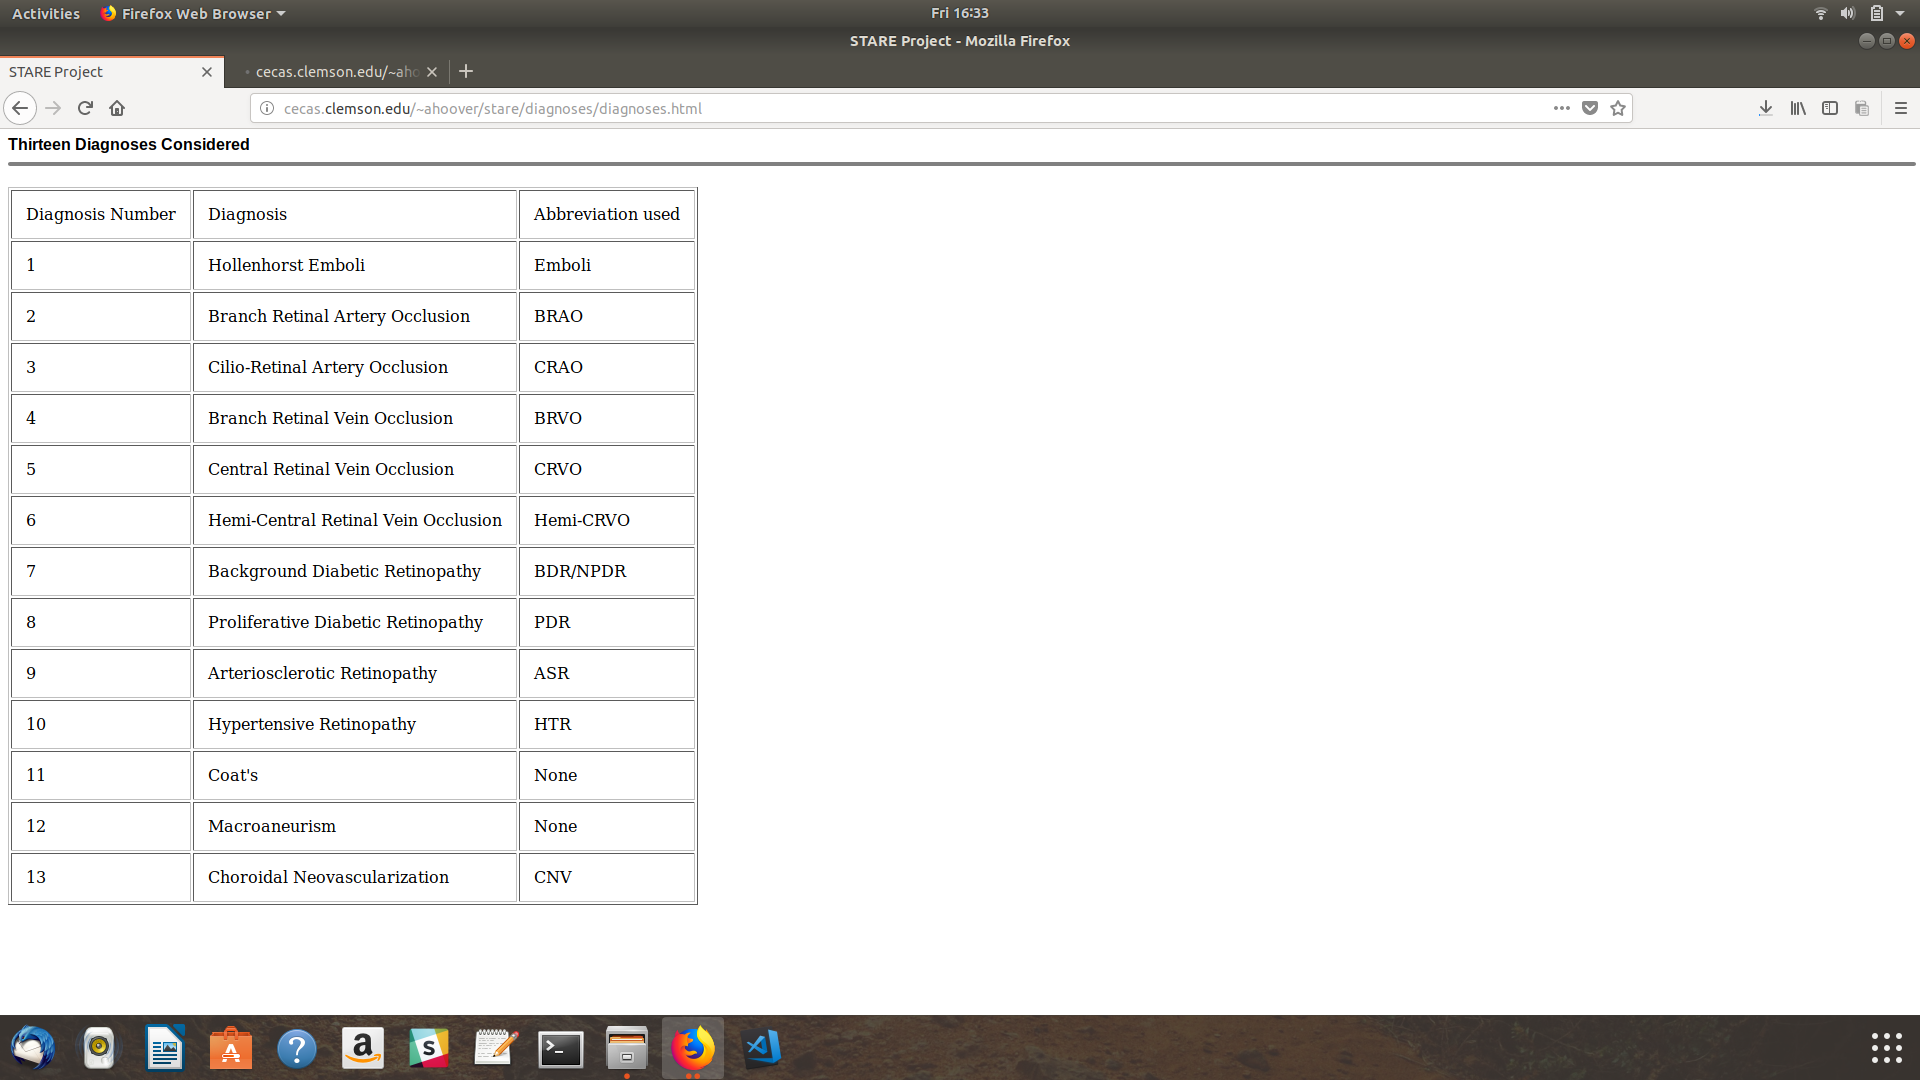 Activities Firefox Web Browser Fri 16:33
STARE Project - Mozilla Firefox
STARE Project cecas.clemson.edu/~aho
cecas.clemson.edu/~ahoover/stare/diagnoses/diagnoses.html
Thirteen Diagnoses Considered
Diagnosis Number Diagnosis Abbreviation used
1 Hollenhorst Emboli Emboli
2 Branch Retinal Artery Occlusion BRAO
3 Cilio-Retinal Artery Occlusion CRAO
4 Branch Retinal Vein Occlusion BRVO
5 Central Retinal Vein Occlusion CRVO
6 Hemi-Central Retinal Vein Occlusion Hemi-CRVO
7 Background Diabetic Retinopathy BDR/NPDR
8 Proliferative Diabetic Retinopathy PDR
9 Arteriosclerotic Retinopathy ASR
10 Hypertensive Retinopathy HTR
11 Coat's None
12 Macroaneurism None
13 Choroidal Neovascularization CNV